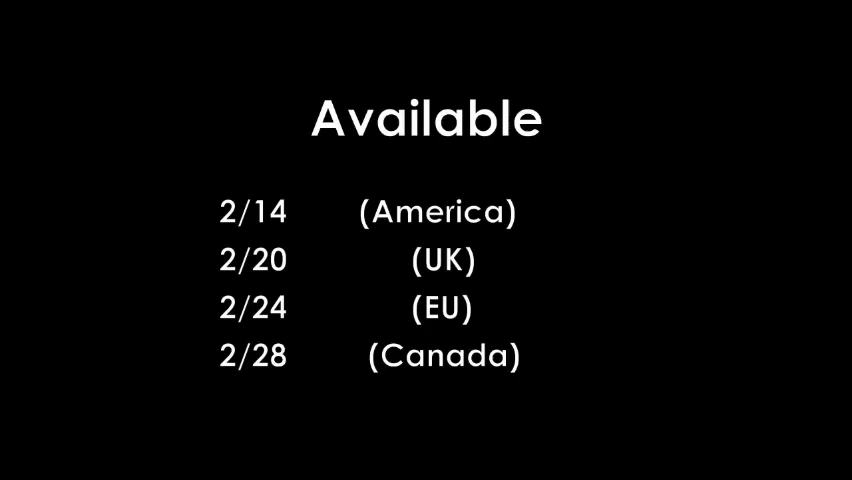 Available
2/14 (America)
2/20 (UK)
2/24 (EU)
2/28 (Canada)